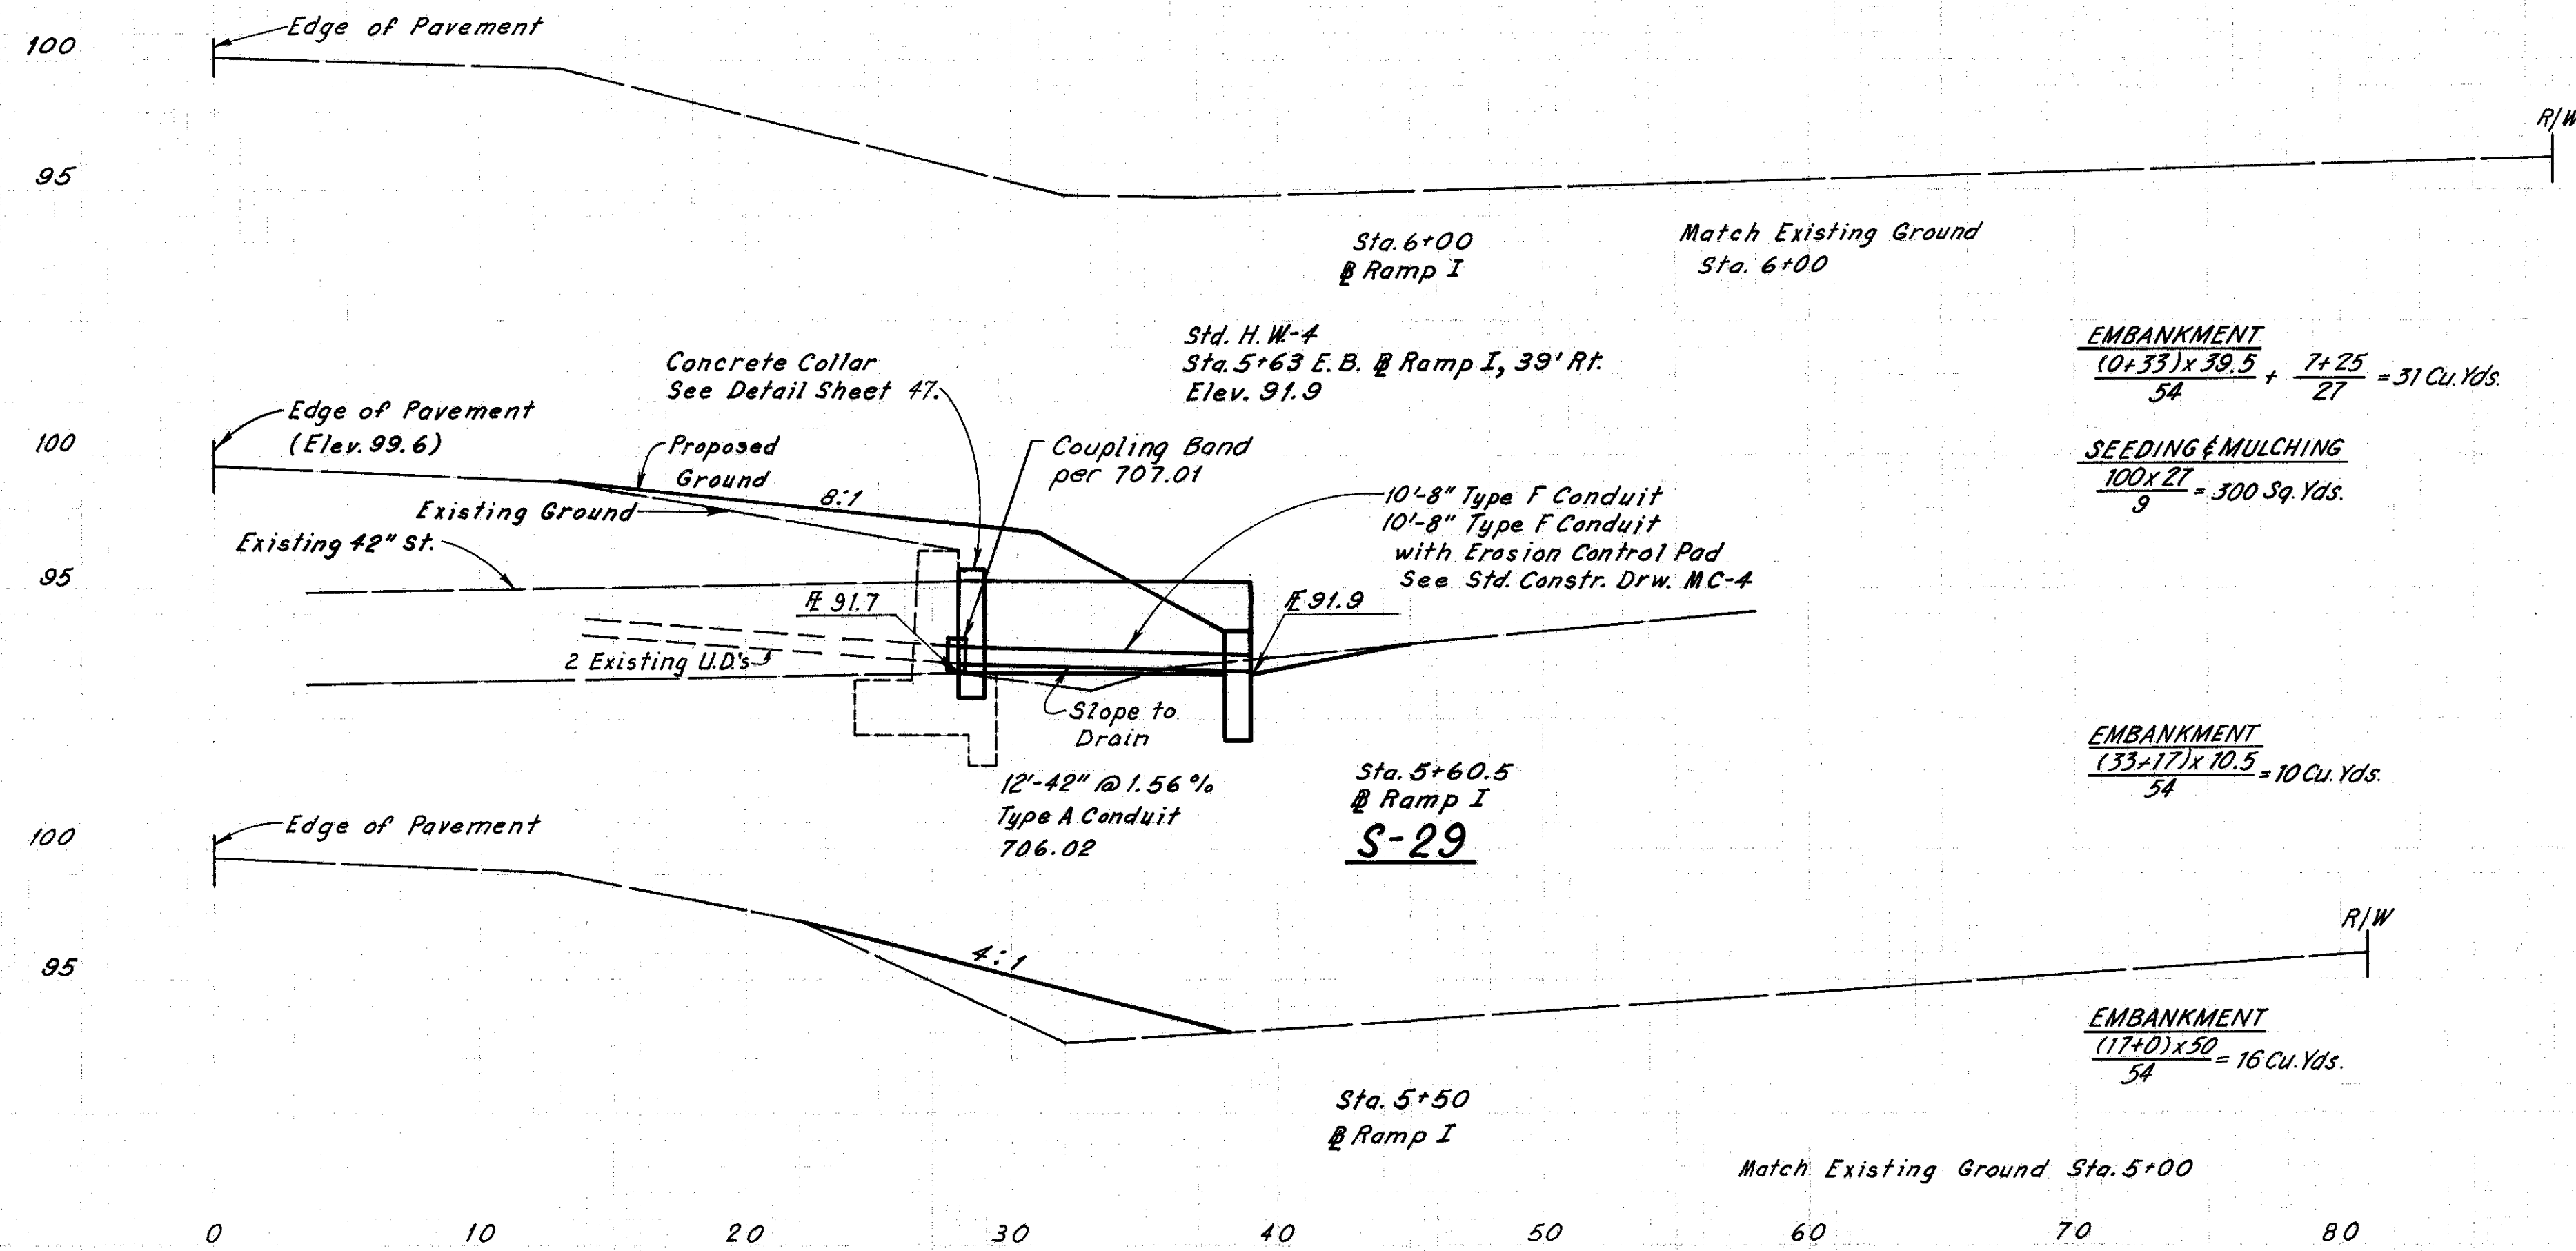 100
Edge of Pavement
95
R/W
Sta. 6+00
℄ Ramp I
Match Existing Ground
Sta. 6+00
EMBANKMENT
(0+33) x 39.5 / 54 + 7+25 / 27 = 31 Cu. Yds.
Std. H. W.-4
Sta. 5+63 E. B. ℄ Ramp I, 39' Rt.
Elev. 91.9
Concrete Collar
See Detail Sheet 47.
100
Edge of Pavement
(Elev. 99.6)
Proposed
Ground
8:1
Coupling Band
per 707.01
SEEDING & MULCHING
100 x 27 / 9 = 300 Sq. Yds.
Existing Ground
10'-8" Type F Conduit
10'-8" Type F Conduit
with Erosion Control Pad
See Std. Constr. Drw. MC-4
Existing 42" St.
95
FL 91.7
FL 91.9
2 Existing U.D.'s
Slope to
Drain
12'-42" @ 1.56 %
Type A Conduit
706.02
Sta. 5+60.5
℄ Ramp I
S-29
EMBANKMENT
(33+17) x 10.5 / 54 = 10 Cu. Yds.
100
Edge of Pavement
95
4:1
R/W
EMBANKMENT
(17+0) x 50 / 54 = 16 Cu. Yds.
Sta. 5+50
℄ Ramp I
Match Existing Ground Sta. 5+00
0 10 20 30 40 50 60 70 80